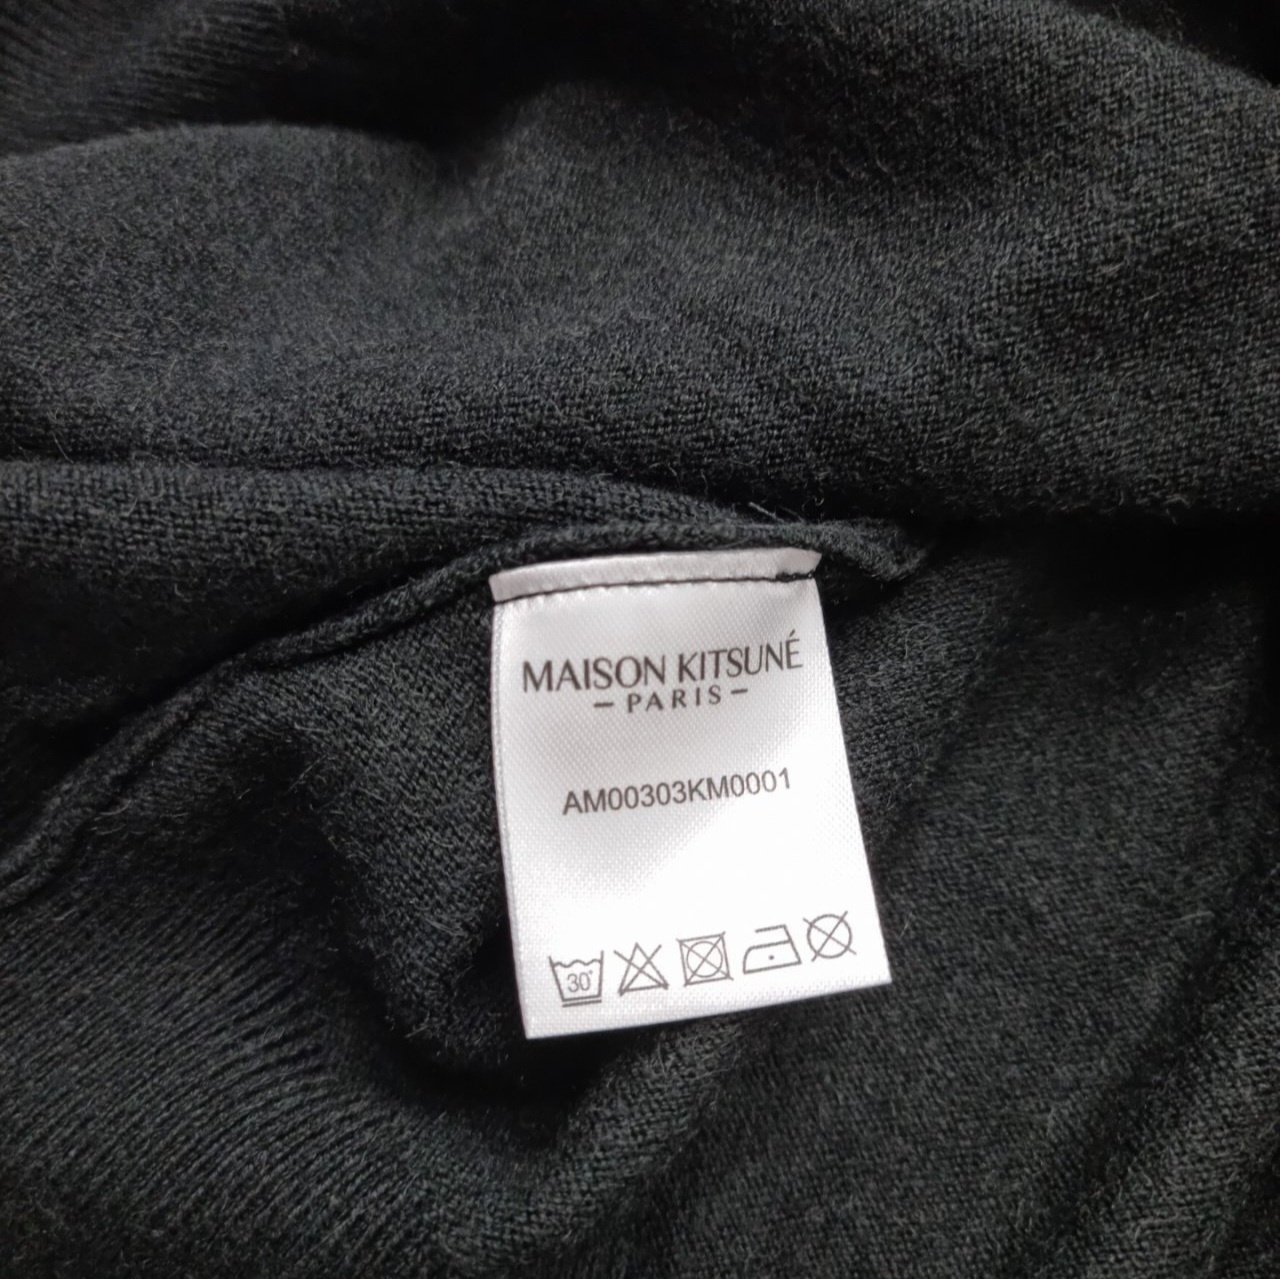 MAISON KITSUNÉ
– PARIS –
AM00303KM0001
30°